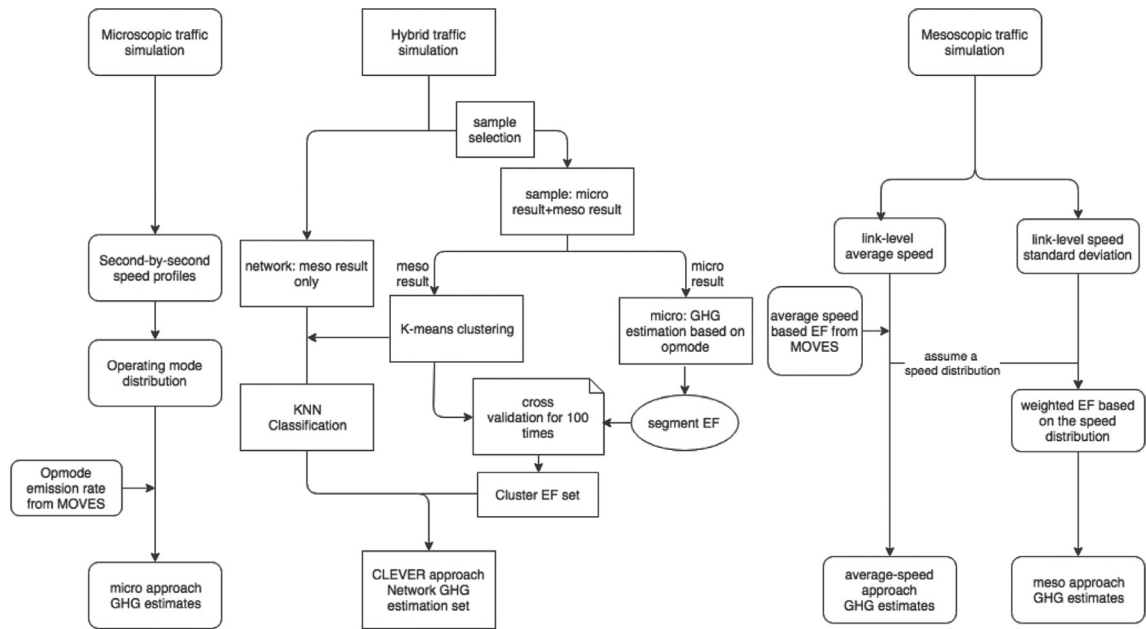 Microscopic traffic
simulation
Second-by-second
speed profiles
Operating mode
distribution
Opmode
emission rate
from MOVES
micro approach
GHG estimates
Hybrid traffic
simulation
sample
selection
sample: micro
result+meso result
network: meso result
only
meso
result
micro
result
K-means clustering
micro: GHG
estimation based on
opmode
KNN
Classification
cross
validation for 100
times
segment EF
Cluster EF set
CLEVER approach
Network GHG
estimation set
Mesoscopic traffic
simulation
link-level
average speed
link-level speed
standard deviation
average speed
based EF from
MOVES
assume a
speed distribution
weighted EF based
on the speed
distribution
average-speed
approach
GHG estimates
meso approach
GHG estimates